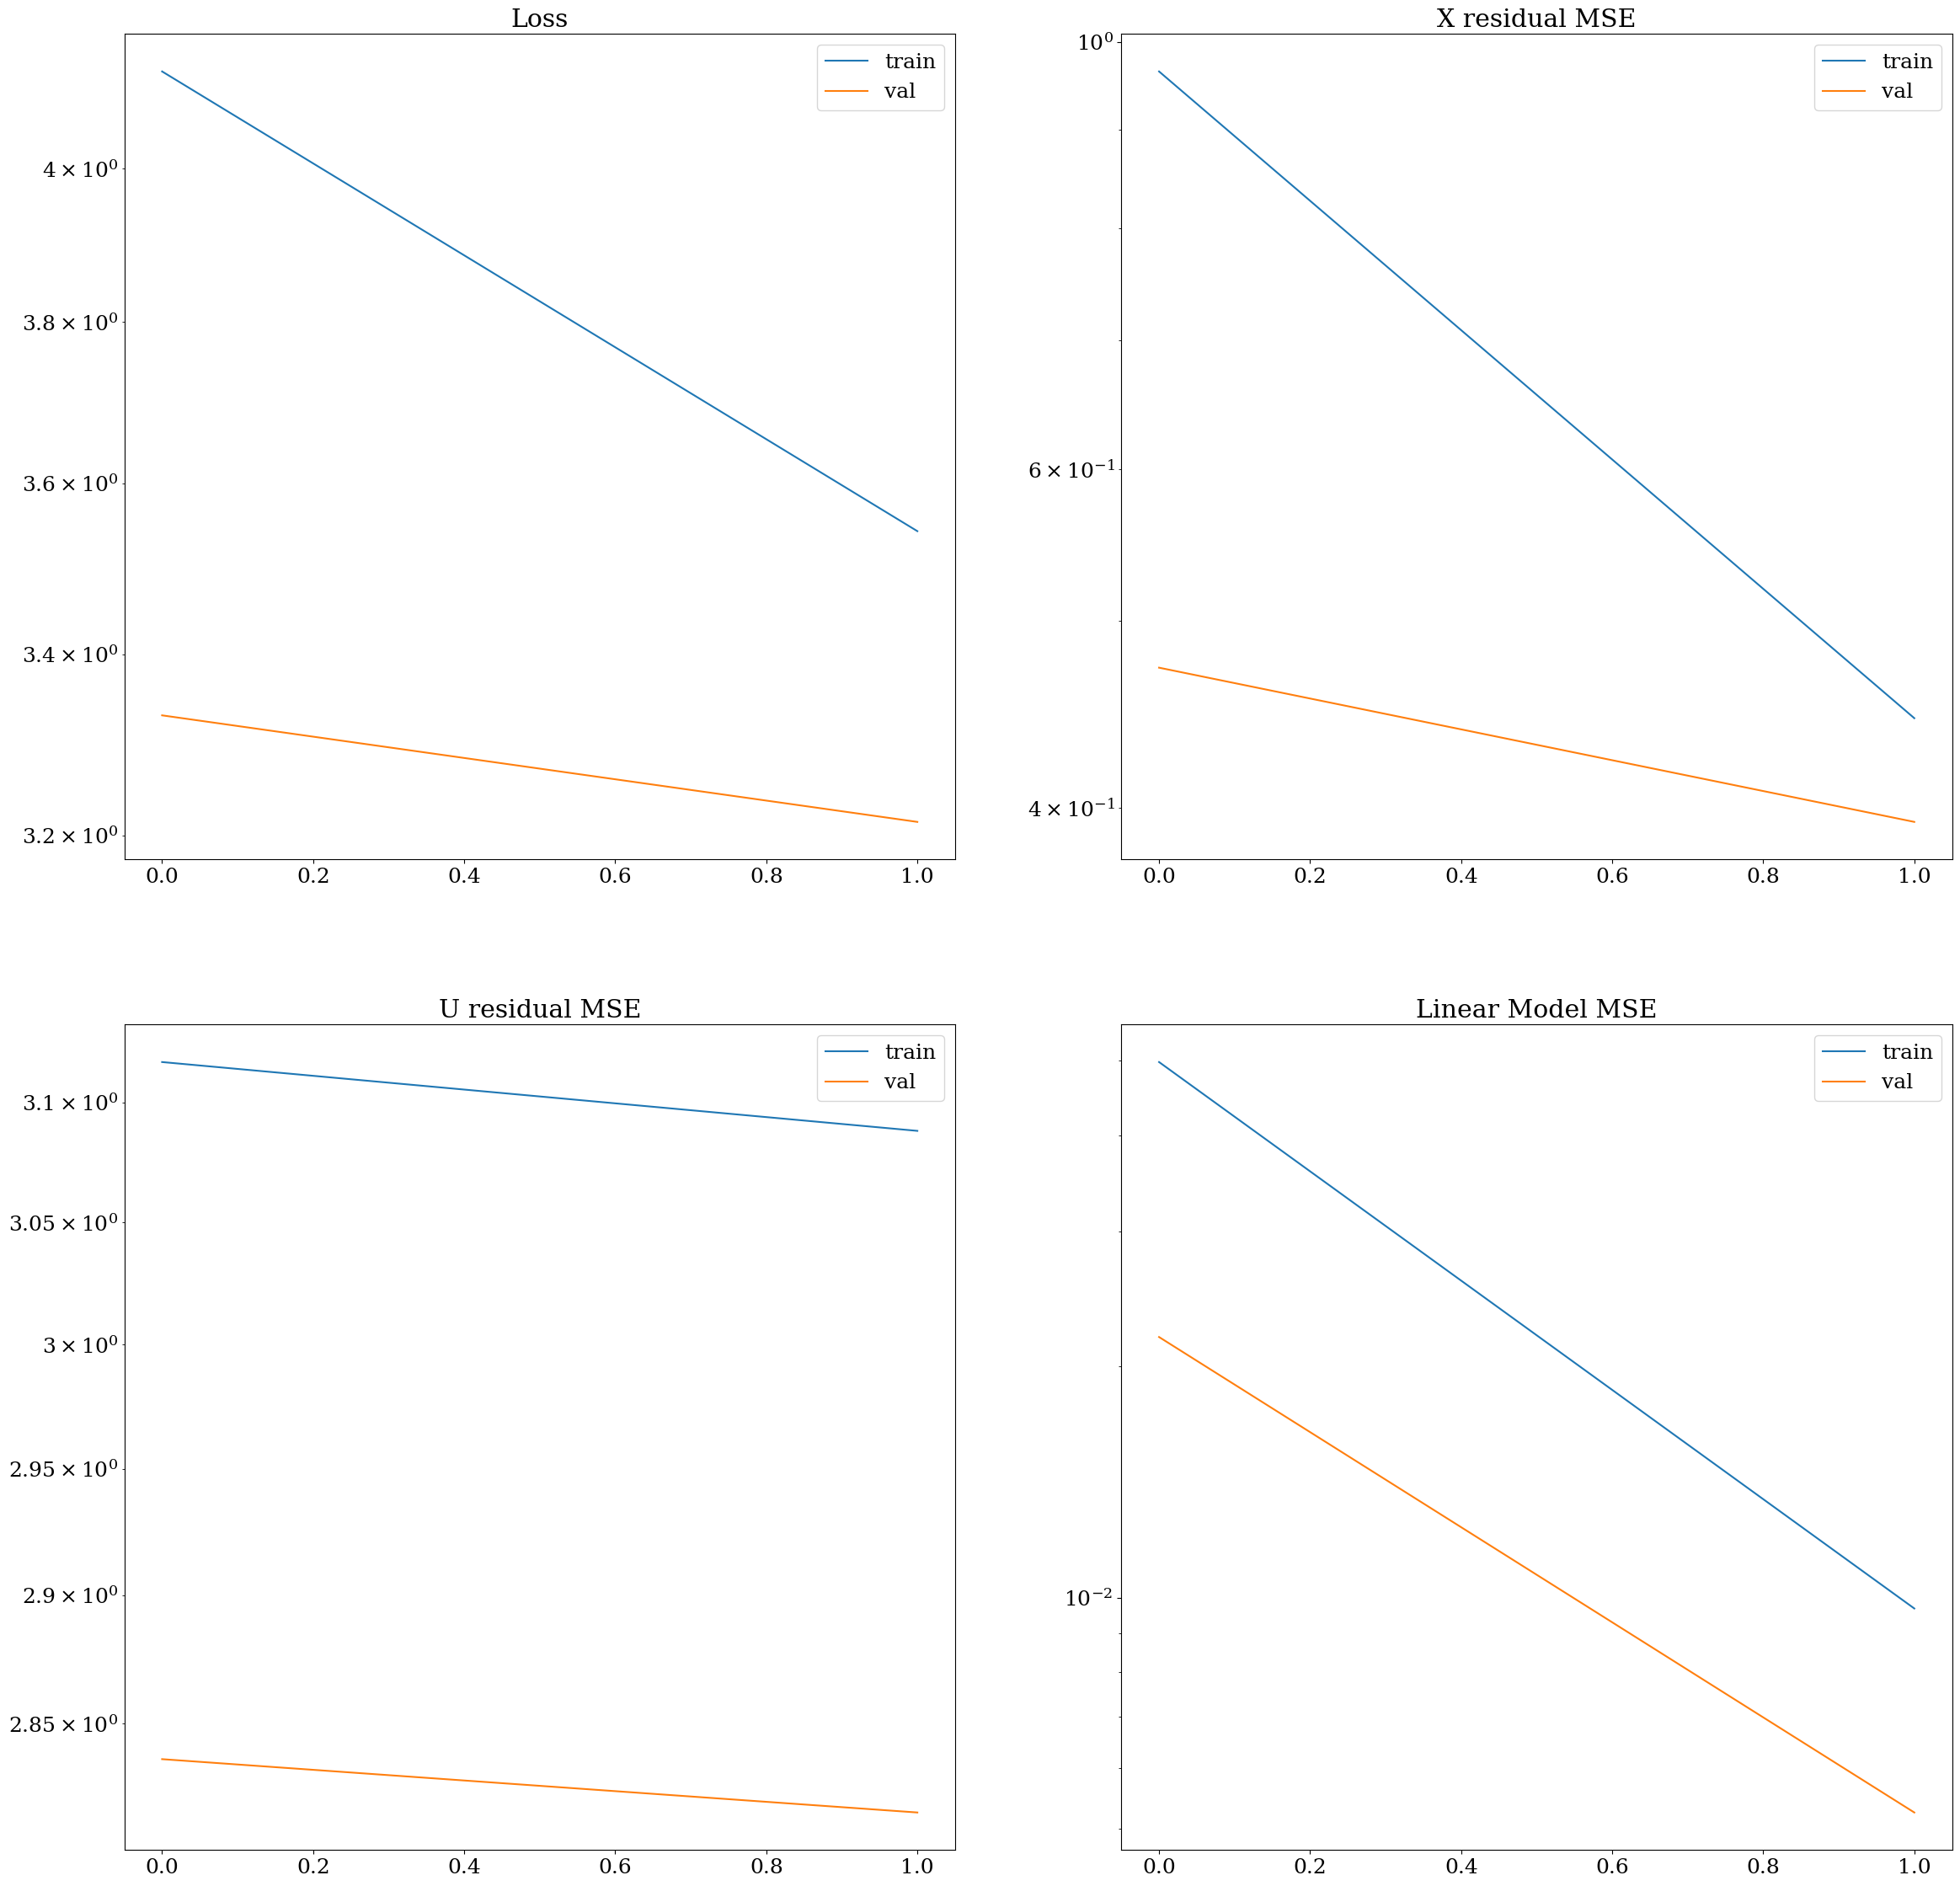 Loss
train
val
4 × 10⁰
3.8 × 10⁰
3.6 × 10⁰
3.4 × 10⁰
3.2 × 10⁰
0.0 0.2 0.4 0.6 0.8 1.0
X residual MSE
train
val
10⁰
6 × 10⁻¹
4 × 10⁻¹
0.0 0.2 0.4 0.6 0.8 1.0
U residual MSE
train
val
3.1 × 10⁰
3.05 × 10⁰
3 × 10⁰
2.95 × 10⁰
2.9 × 10⁰
2.85 × 10⁰
0.0 0.2 0.4 0.6 0.8 1.0
Linear Model MSE
train
val
10⁻²
0.0 0.2 0.4 0.6 0.8 1.0